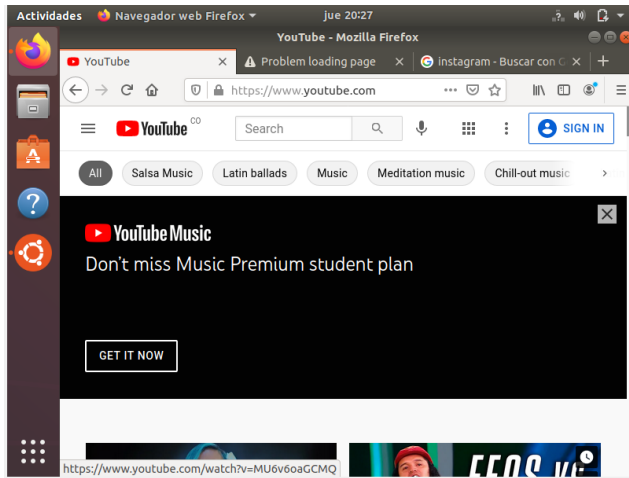 Actividades Navegador web Firefox jue 20:27
YouTube - Mozilla Firefox
YouTube Problem loading page instagram - Buscar con
https://www.youtube.com
YouTube CO Search SIGN IN
All Salsa Music Latin ballads Music Meditation music Chill-out music
YouTube Music
Don't miss Music Premium student plan
GET IT NOW
https://www.youtube.com/watch?v=MU6v6oaGCMQ